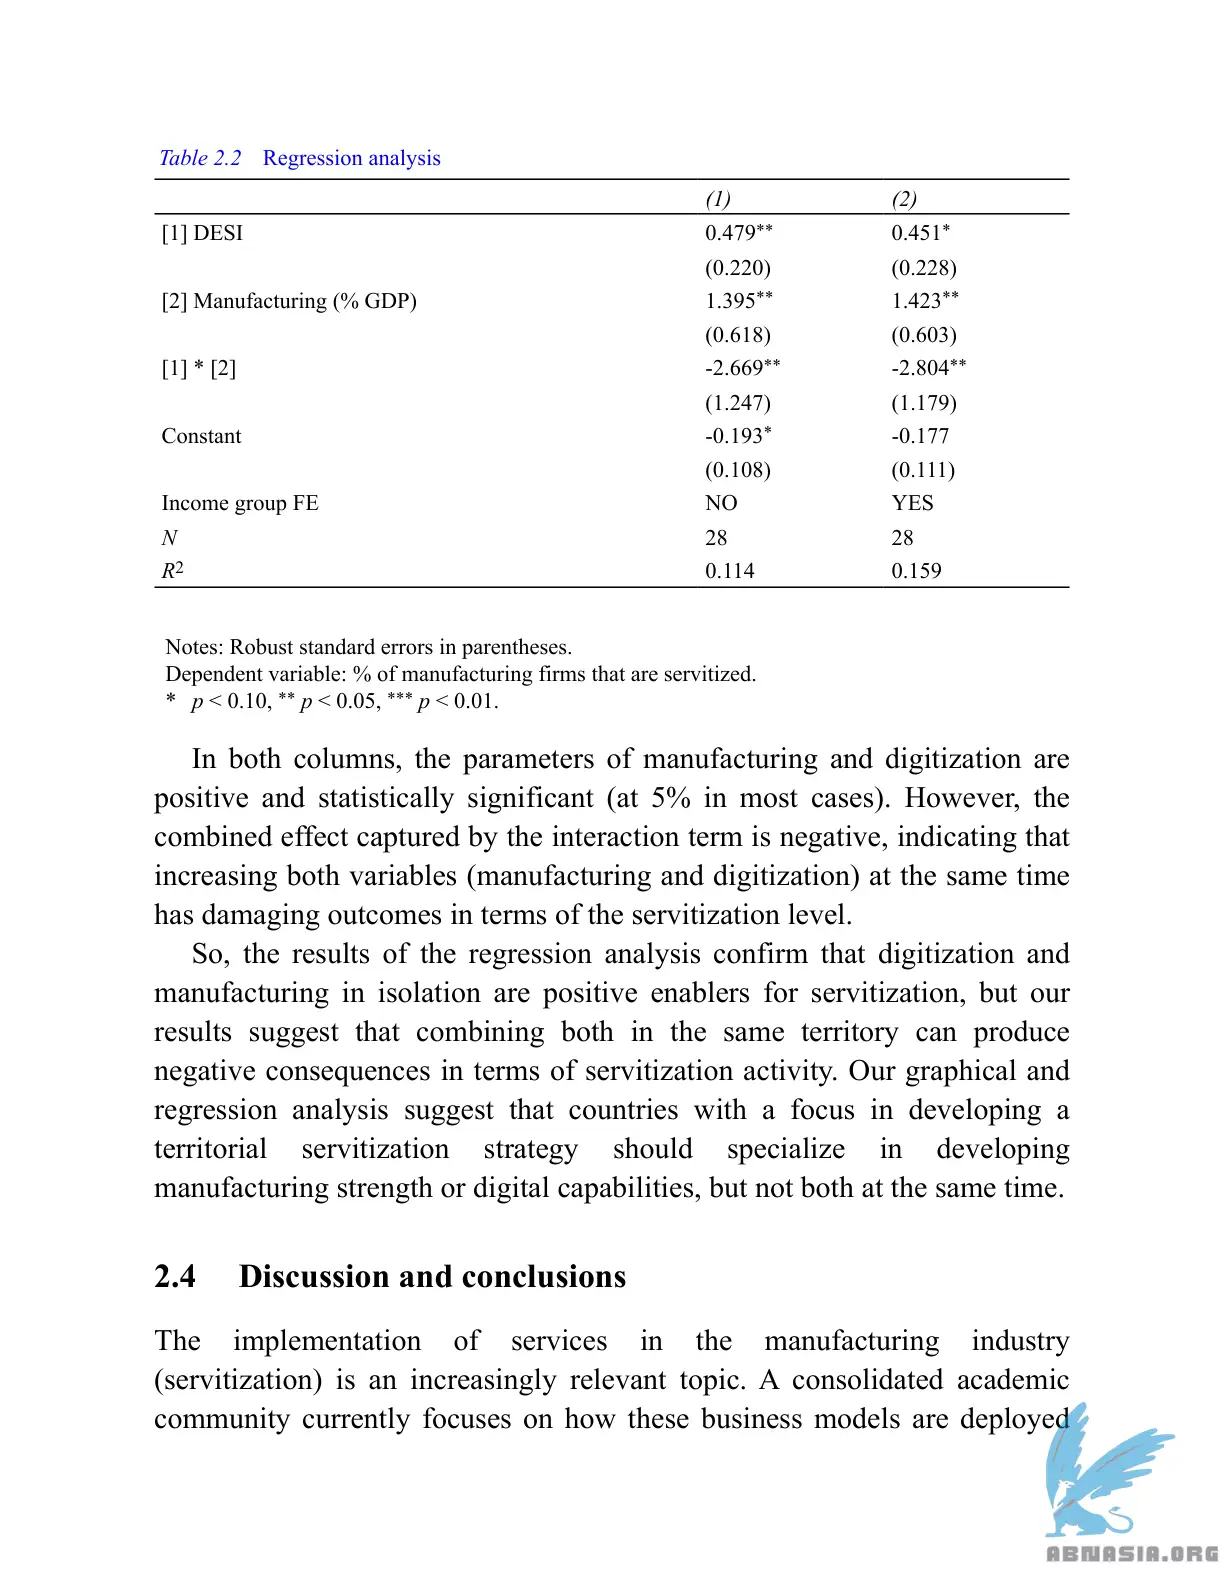 Table 2.2 Regression analysis
(1) (2)
[1] DESI 0.479** 0.451*
(0.220) (0.228)
[2] Manufacturing (% GDP) 1.395** 1.423**
(0.618) (0.603)
[1] * [2] -2.669** -2.804**
(1.247) (1.179)
Constant -0.193* -0.177
(0.108) (0.111)
Income group FE NO YES
N 28 28
R2 0.114 0.159
Notes: Robust standard errors in parentheses.
Dependent variable: % of manufacturing firms that are servitized.
* p < 0.10, ** p < 0.05, *** p < 0.01.
In both columns, the parameters of manufacturing and digitization are
positive and statistically significant (at 5% in most cases). However, the
combined effect captured by the interaction term is negative, indicating that
increasing both variables (manufacturing and digitization) at the same time
has damaging outcomes in terms of the servitization level.
So, the results of the regression analysis confirm that digitization and
manufacturing in isolation are positive enablers for servitization, but our
results suggest that combining both in the same territory can produce
negative consequences in terms of servitization activity. Our graphical and
regression analysis suggest that countries with a focus in developing a
territorial servitization strategy should specialize in developing
manufacturing strength or digital capabilities, but not both at the same time.
2.4 Discussion and conclusions
The implementation of services in the manufacturing industry
(servitization) is an increasingly relevant topic. A consolidated academic
community currently focuses on how these business models are deployed
ABNASIA.ORG